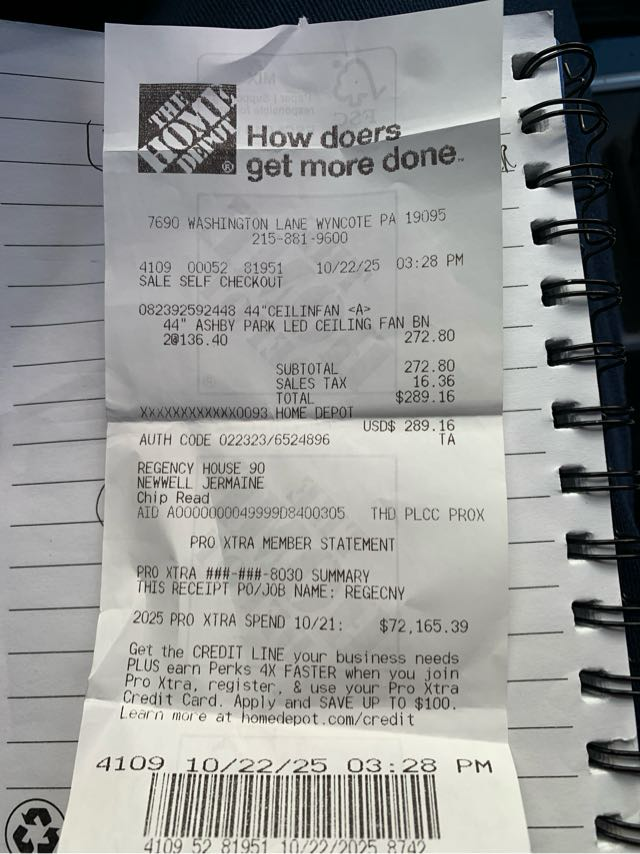 THE
HOME
DEPOT
®
How doers
get more done™
7690 WASHINGTON LANE WYNCOTE PA 19095
215-881-9600
4109 00052 81951 10/22/25 03:28 PM
SALE SELF CHECKOUT
082392592448 44"CEILINFAN <A>
44" ASHBY PARK LED CEILING FAN BN
2@136.40 272.80
SUBTOTAL 272.80
SALES TAX 16.36
TOTAL $289.16
XXXXXXXXXXXX0093 HOME DEPOT
USD$ 289.16
AUTH CODE 022323/6524896 TA
REGENCY HOUSE 90
NEWWELL JERMAINE
Chip Read
AID A0000000049999D8400305 THD PLCC PROX
PRO XTRA MEMBER STATEMENT
PRO XTRA ###-###-8030 SUMMARY
THIS RECEIPT PO/JOB NAME: REGECNY
2025 PRO XTRA SPEND 10/21: $72,165.39
Get the CREDIT LINE your business needs
PLUS earn Perks 4X FASTER when you join
Pro Xtra, register, & use your Pro Xtra
Credit Card. Apply and SAVE UP TO $100.
Learn more at homedepot.com/credit
4109 10/22/25 03:28 PM
4109 52 81951 10/22/2025 8742